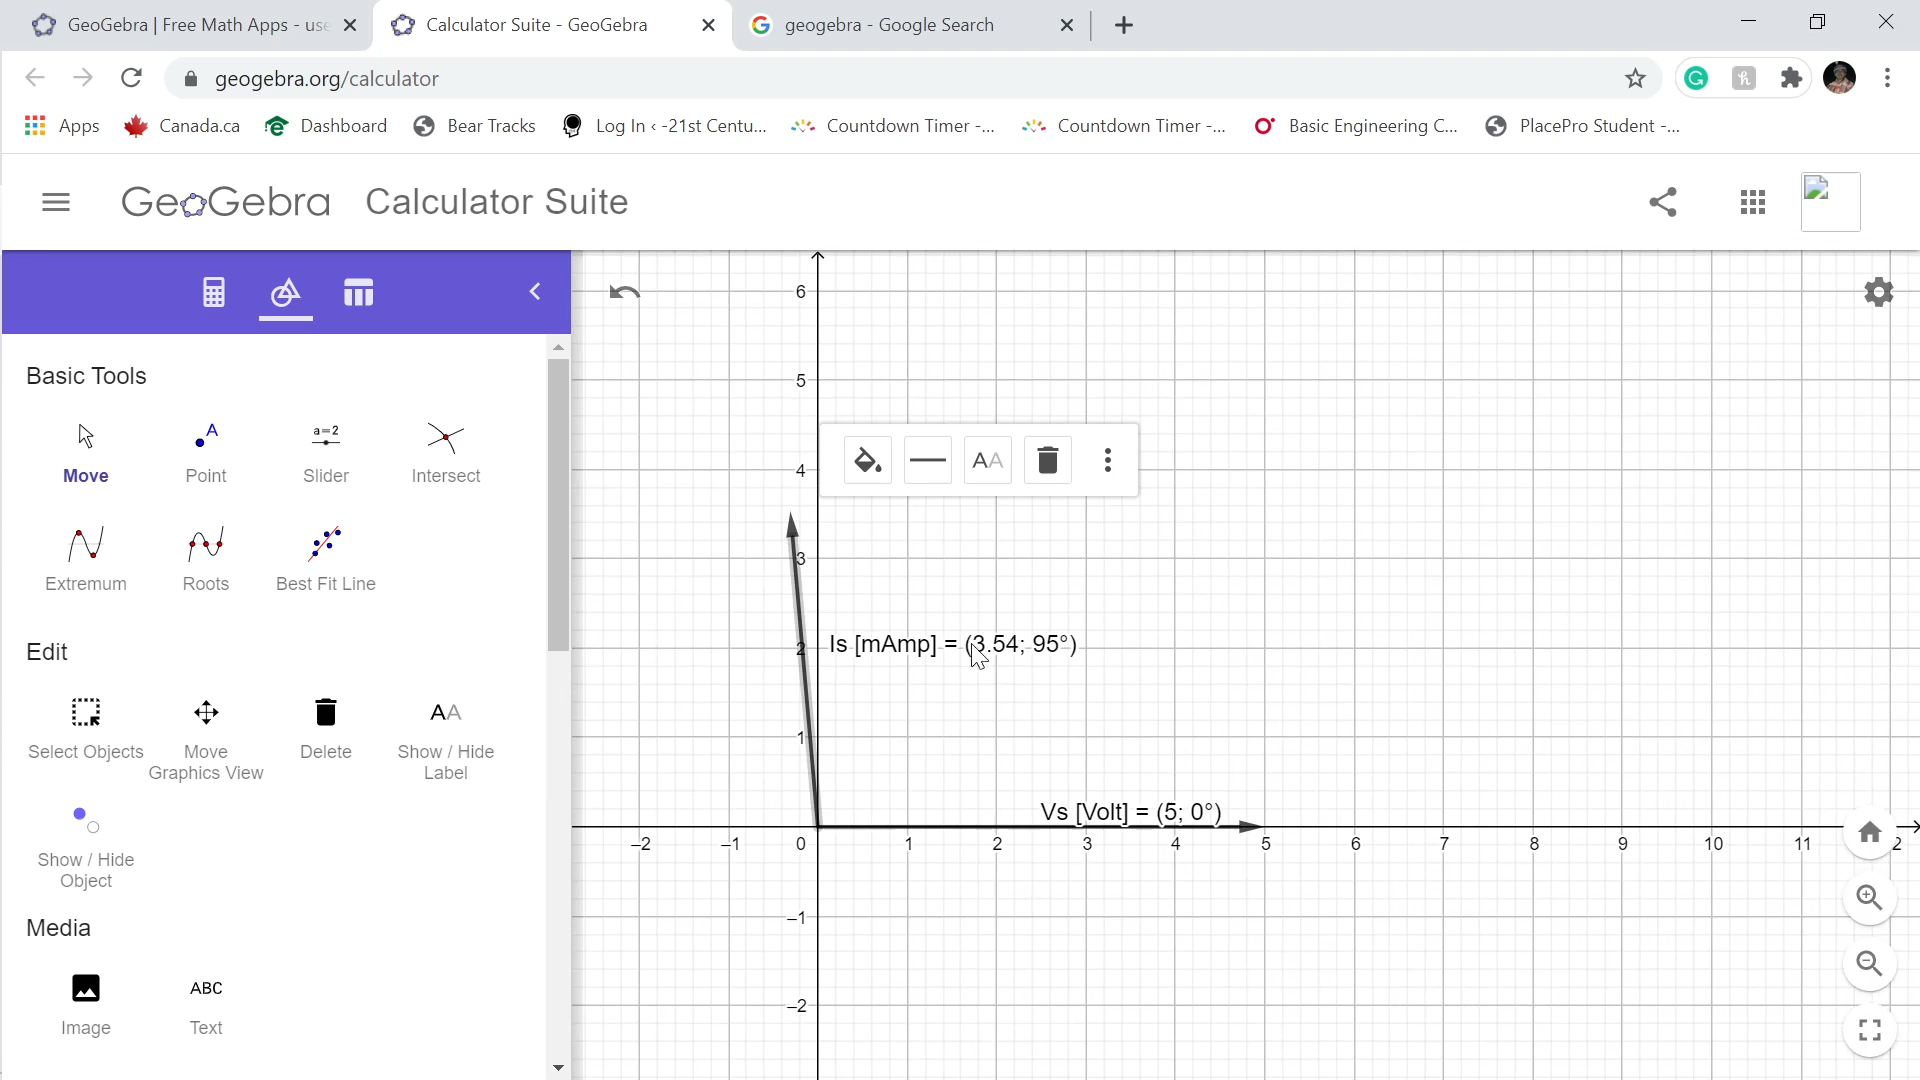 GeoGebra | Free Math Apps - use
Calculator Suite - GeoGebra
geogebra - Google Search
geogebra.org/calculator
Apps
Canada.ca
Dashboard
Bear Tracks
Log In ‹ -21st Centu...
Countdown Timer -...
Countdown Timer -...
Basic Engineering C...
PlacePro Student -...
GeoGebra Calculator Suite
Basic Tools
Move
Point
a=2
Slider
Intersect
Extremum
Roots
Best Fit Line
Edit
Select Objects
Move
Graphics View
Delete
AA
Show / Hide
Label
Show / Hide
Object
Media
Image
ABC
Text
6
5
4
AA
3
2
Is [mAmp] = (3.54; 95°)
1
Vs [Volt] = (5; 0°)
–2 –1 0 1 2 3 4 5 6 7 8 9 10 11 2
–1
–2
A